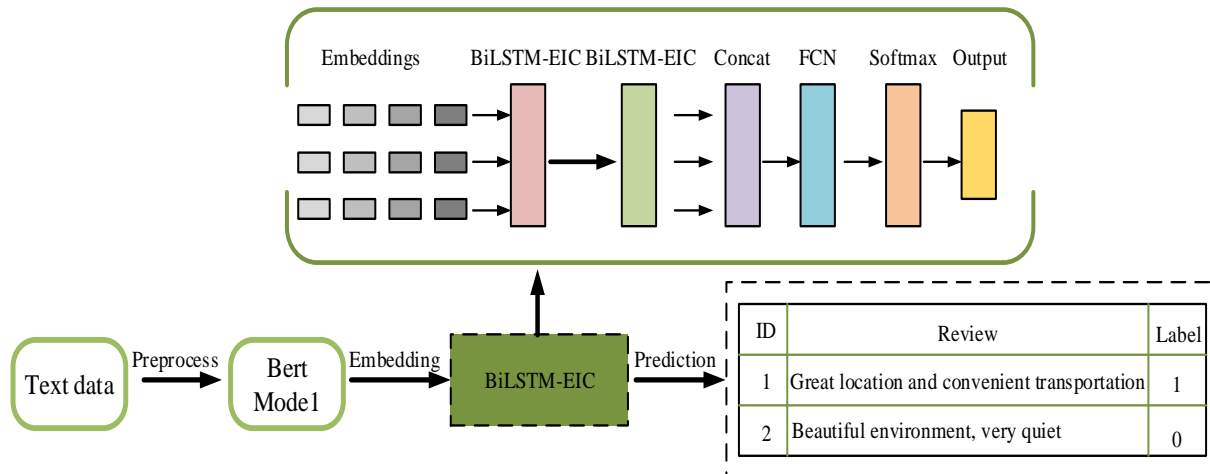 Embeddings BiLSTM-EIC BiLSTM-EIC Concat FCN Softmax Output
Text data
Preprocess
Bert
Mode1
Embedding
BiLSTM-EIC
Prediction
ID Review Label
1 Great location and convenient transportation 1
2 Beautiful environment, very quiet 0